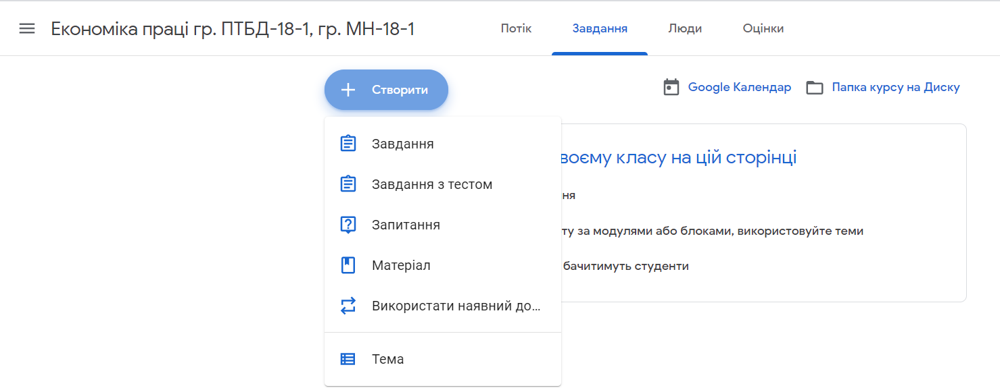 Економіка праці гр. ПТБД-18-1, гр. МН-18-1
Потік
Завдання
Люди
Оцінки
Створити
Google Календар
Папка курсу на Диску
Завдання
Завдання з тестом
Запитання
Матеріал
Використати наявний до...
Тема
воєму класу на цій сторінці
ня
ту за модулями або блоками, використовуйте теми
бачитимуть студенти